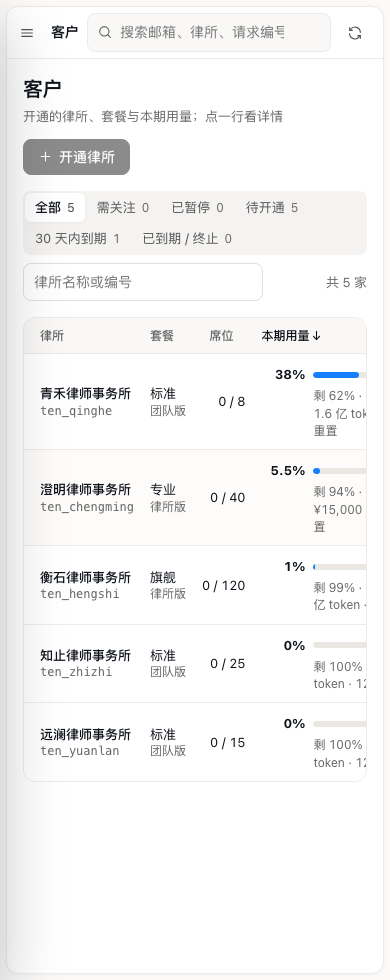 客户
搜索邮箱、律所、请求编号
客户
开通的律所、套餐与本期用量；点一行看详情
+ 开通律所
全部 5 需关注 0 已暂停 0 待开通 5
30 天内到期 1 已到期 / 终止 0
律所名称或编号
共 5 家
律所 套餐 席位 本期用量↓
青禾律师事务所 标准 0 / 8 38%
ten_qinghe 团队版
剩 62% ·
1.6 亿 tok
重置
澄明律师事务所 专业 0 / 40 5.5%
ten_chengming 律所版
剩 94% ·
¥15,000
置
衡石律师事务所 旗舰 0 / 120 1%
ten_hengshi 律所版
剩 99% ·
亿 token ·
知止律师事务所 标准 0 / 25 0%
ten_zhizhi 团队版
剩 100%
token · 12
远澜律师事务所 标准 0 / 15 0%
ten_yuanlan 团队版
剩 100%
token · 12